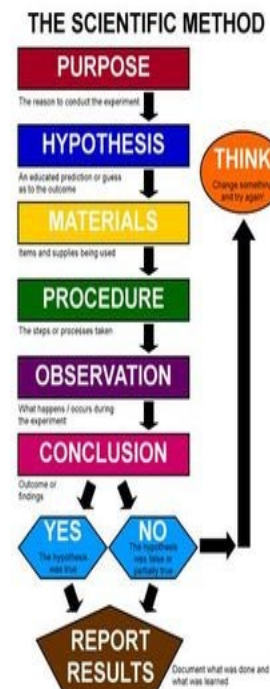 THE SCIENTIFIC METHOD
PURPOSE
The reason to conduct the experiment
HYPOTHESIS
An educated prediction or guess
as to the outcome
MATERIALS
Items and supplies being used
PROCEDURE
The steps or processes taken
OBSERVATION
What happens / occurs during
the experiment
CONCLUSION
Outcome or
findings
YES
The hypothesis
was true
NO
The hypothesis
was false or
partially true
THINK
Change something
and try again!
REPORT
RESULTS
Document what was done and
what was learned